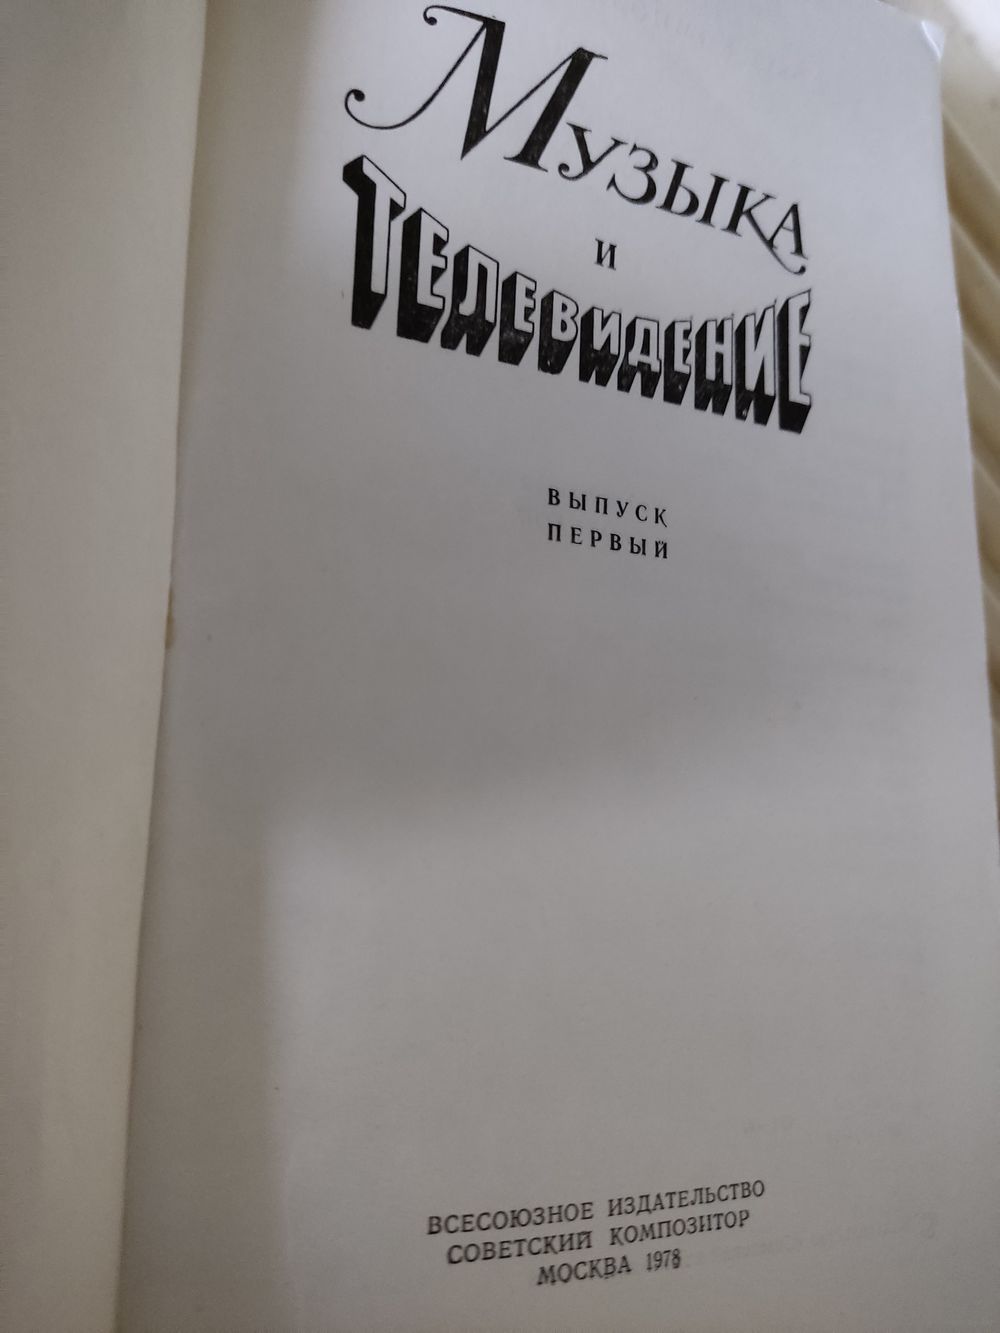 Музыка
и
ТЕЛЕВИДЕНИЕ
ВЫПУСК
ПЕРВЫЙ
ВСЕСОЮЗНОЕ ИЗДАТЕЛЬСТВО
СОВЕТСКИЙ КОМПОЗИТОР
МОСКВА 1978